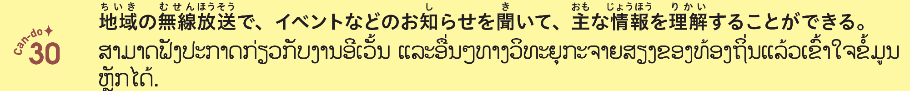 ちいき　むせんほうそう　し　き　おも　じょうほう　りかい
Can-do 30
地域の無線放送で、イベントなどのお知らせを聞いて、主な情報を理解することができる。
ສາມາດຟັງປະກາດກ່ຽວກັບງານອີເວັ້ນ ແລະອື່ນໆທາງວິທະຍຸກະຈາຍສຽງຂອງທ້ອງຖິ່ນແລ້ວເຂົ້າໃຈຂໍ້ມູນ
ຫຼັກໄດ້.